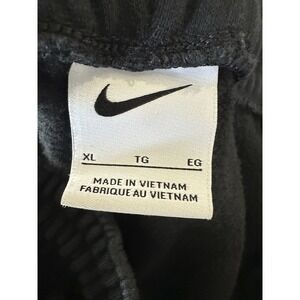 XL TG EG
MADE IN VIETNAM
FABRIQUE AU VIETNAM